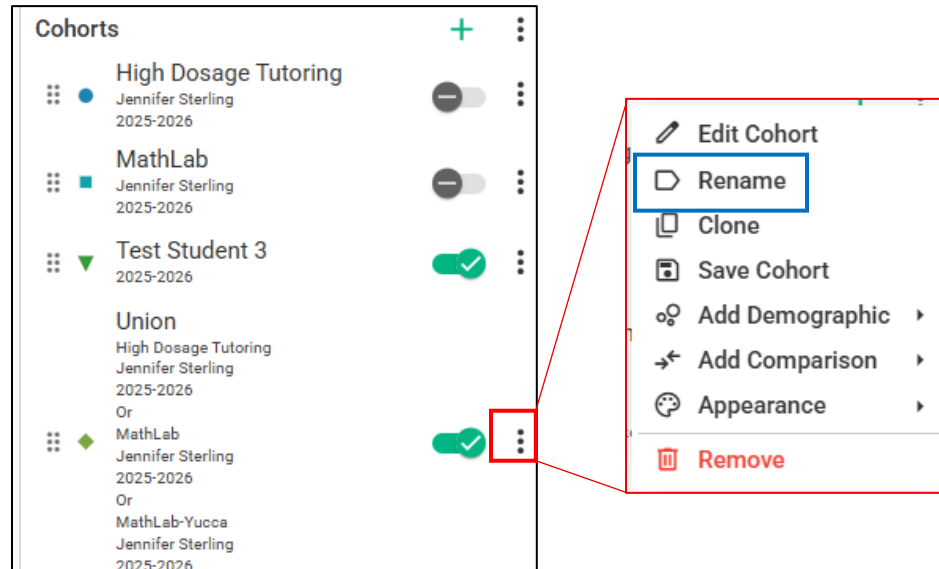 Cohorts
High Dosage Tutoring
Jennifer Sterling
2025-2026
MathLab
Jennifer Sterling
2025-2026
Test Student 3
2025-2026
Union
High Dosage Tutoring
Jennifer Sterling
2025-2026
Or
MathLab
Jennifer Sterling
2025-2026
Or
MathLab-Yucca
Jennifer Sterling
2025-2026
Edit Cohort
Rename
Clone
Save Cohort
Add Demographic
Add Comparison
Appearance
Remove